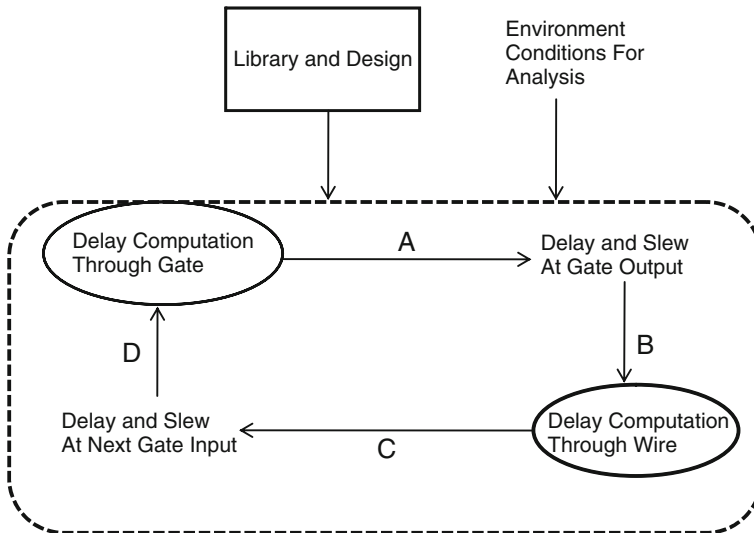 Library and Design
Environment
Conditions For
Analysis
Delay Computation
Through Gate
A
Delay and Slew
At Gate Output
B
D
Delay and Slew
At Next Gate Input
C
Delay Computation
Through Wire